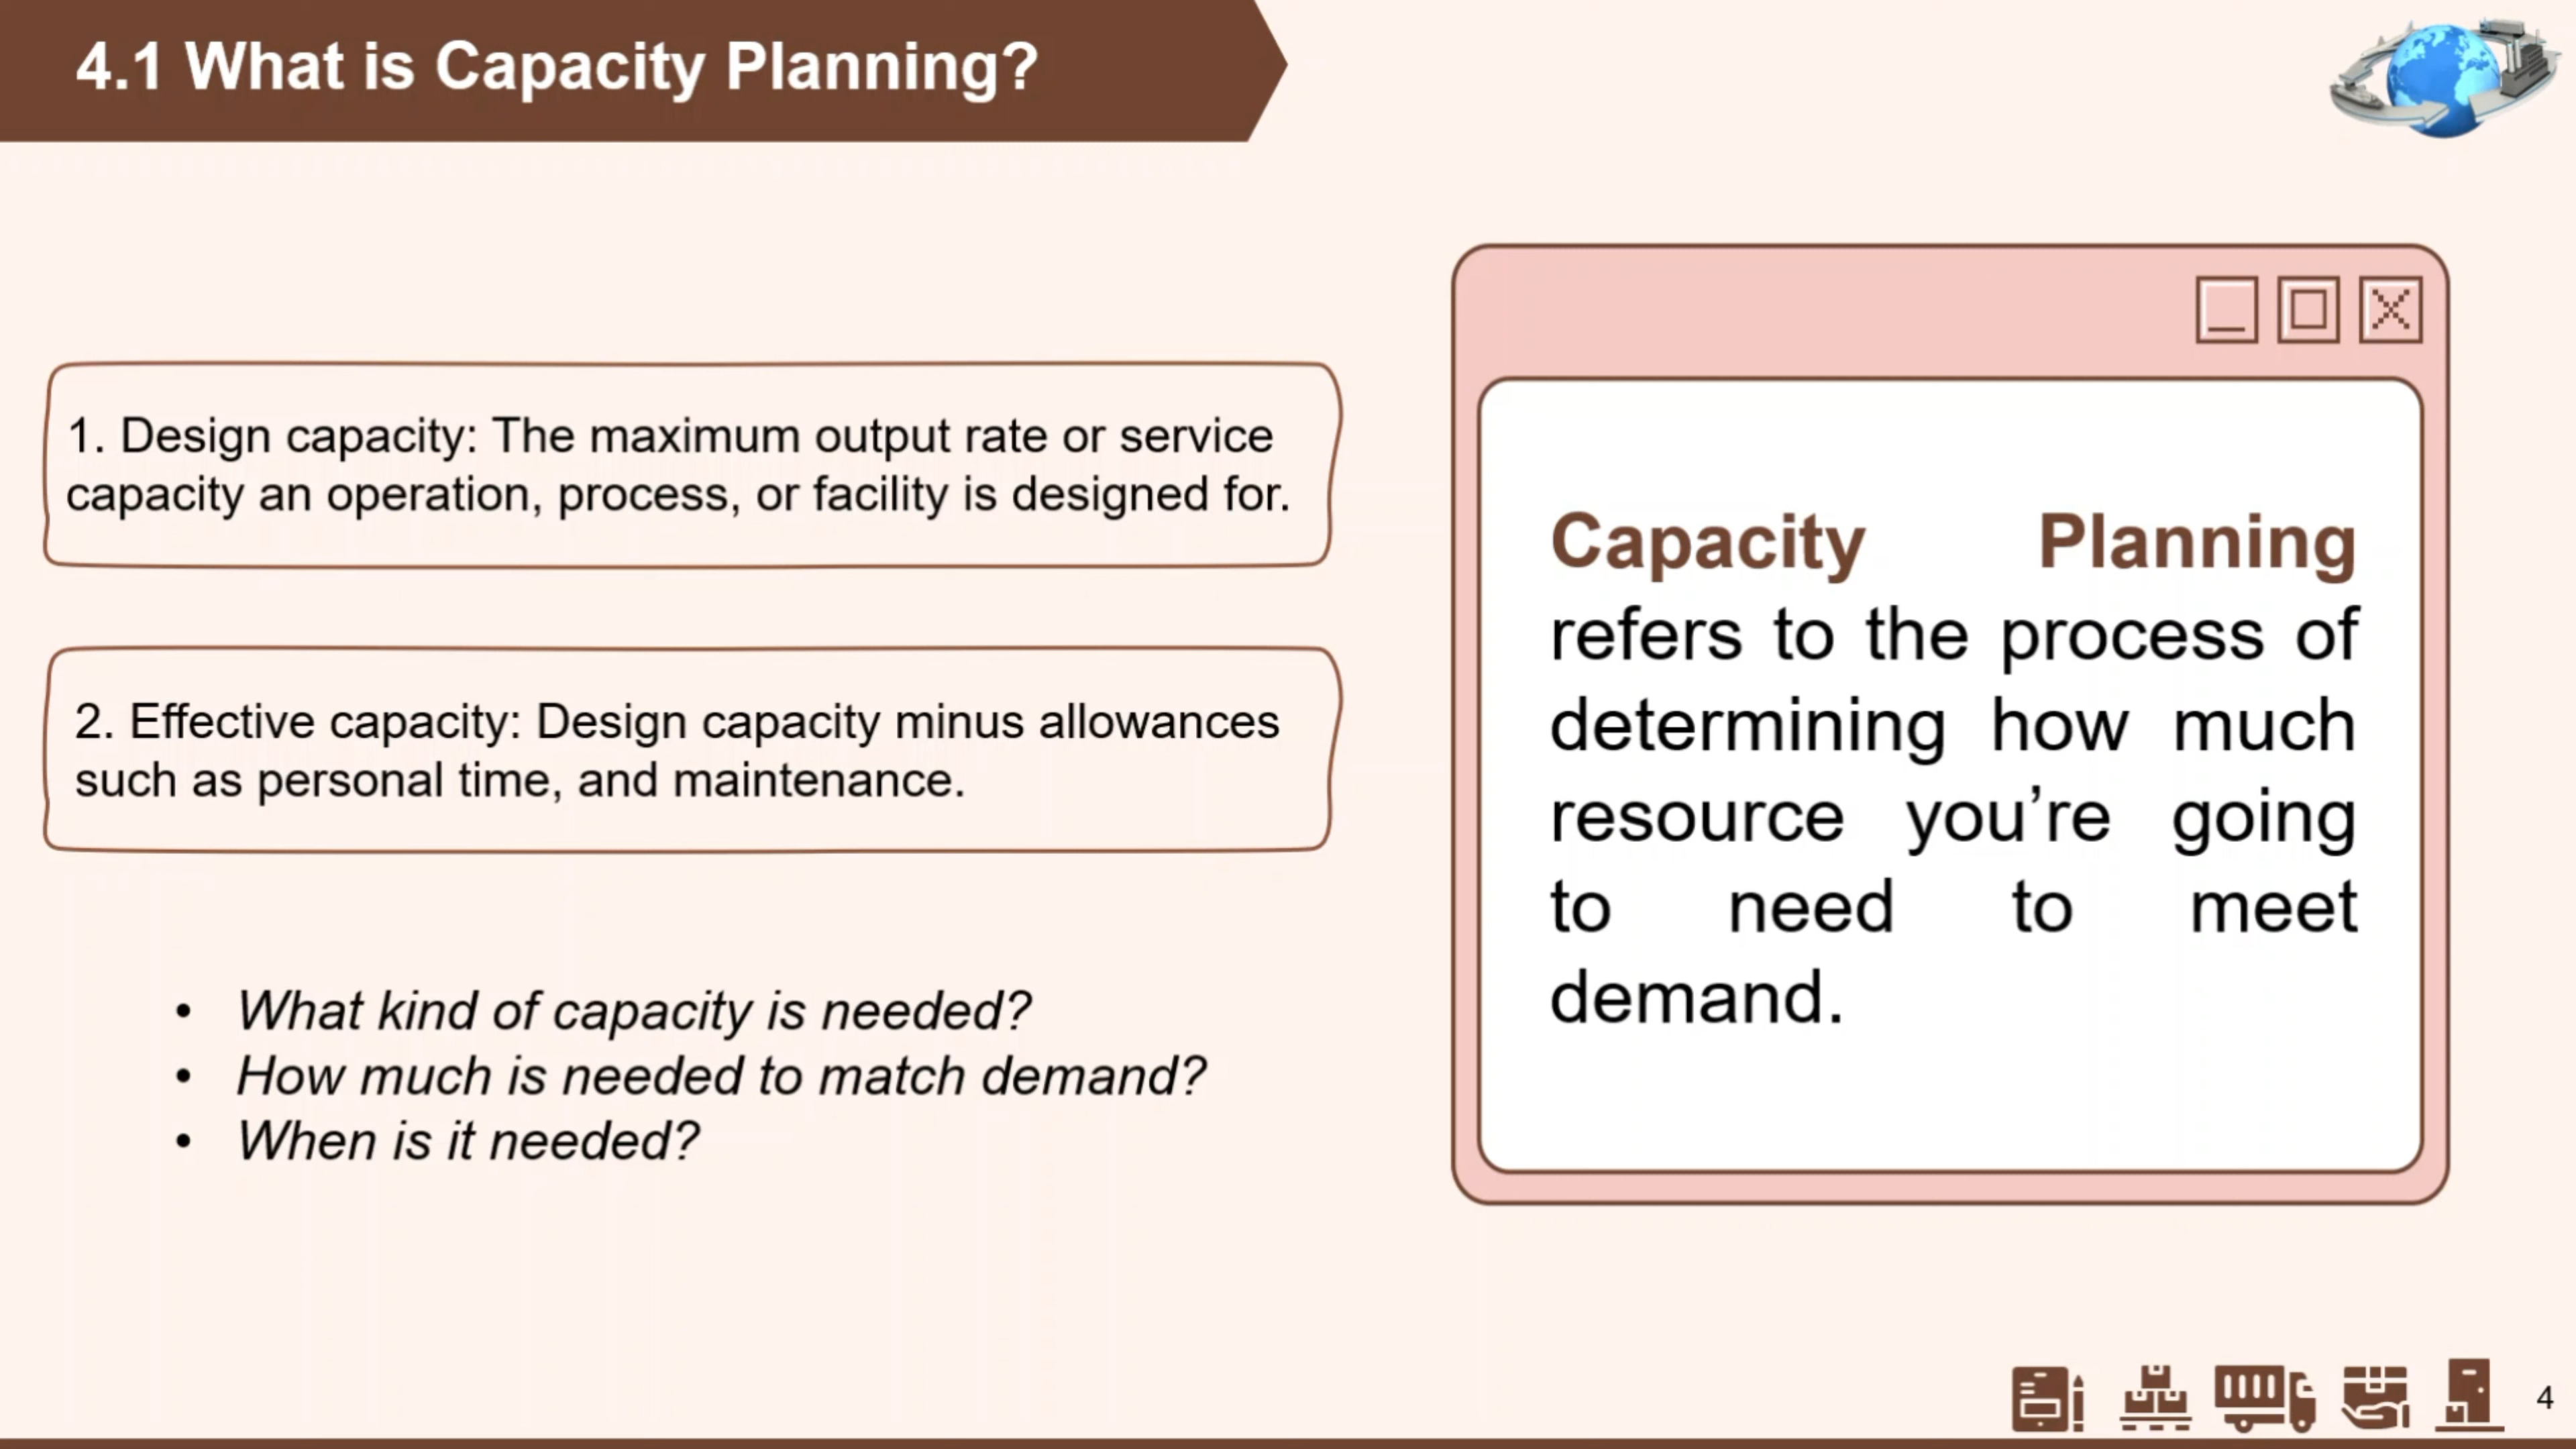 4.1 What is Capacity Planning?
1. Design capacity: The maximum output rate or service
capacity an operation, process, or facility is designed for.
2. Effective capacity: Design capacity minus allowances
such as personal time, and maintenance.
• What kind of capacity is needed?
• How much is needed to match demand?
• When is it needed?
Capacity Planning
refers to the process of
determining how much
resource you’re going
to need to meet
demand.
4